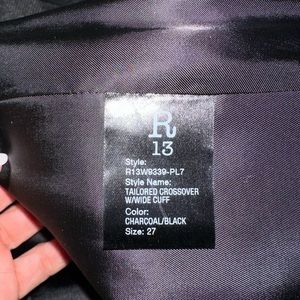 R
13
Style:
R13W9339-PL7
Style Name:
TAILORED CROSSOVER
W/WIDE CUFF
Color:
CHARCOAL/BLACK
Size: 27